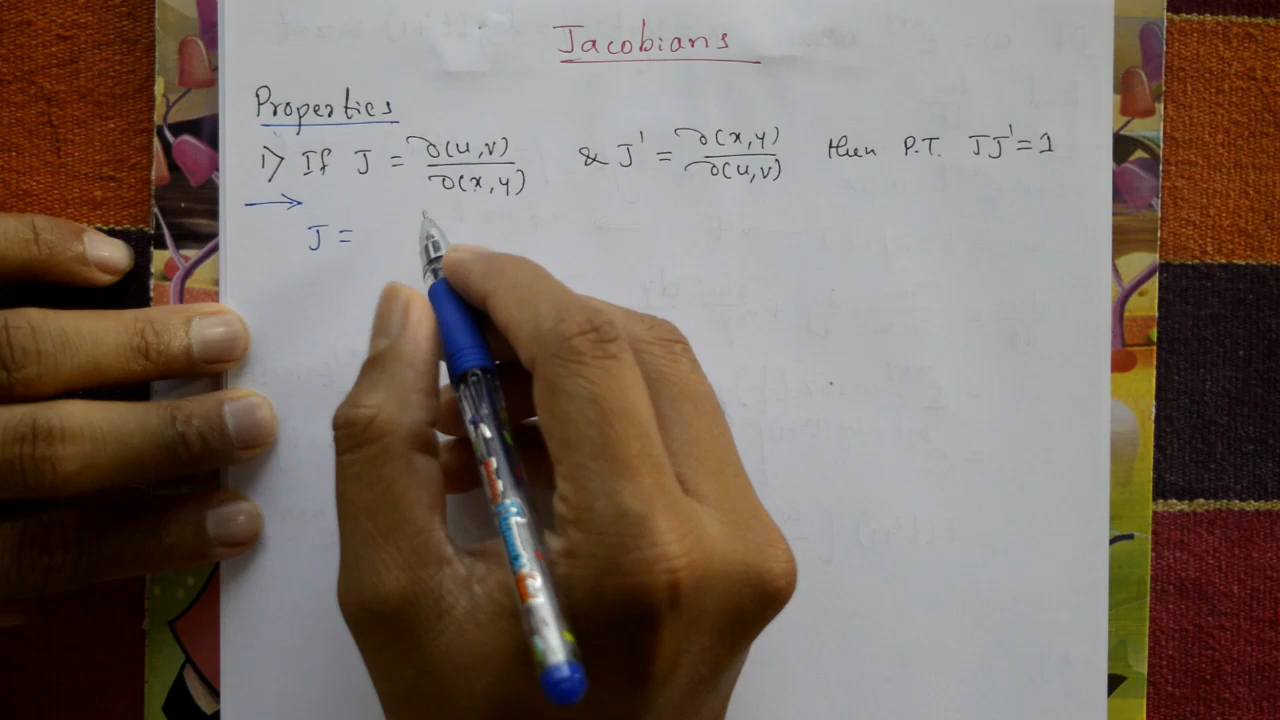 Jacobians
Properties
1) If J = ∂(u,v)/∂(x,y) & J' = ∂(x,y)/∂(u,v) then P.T. JJ' = 1
→
J =